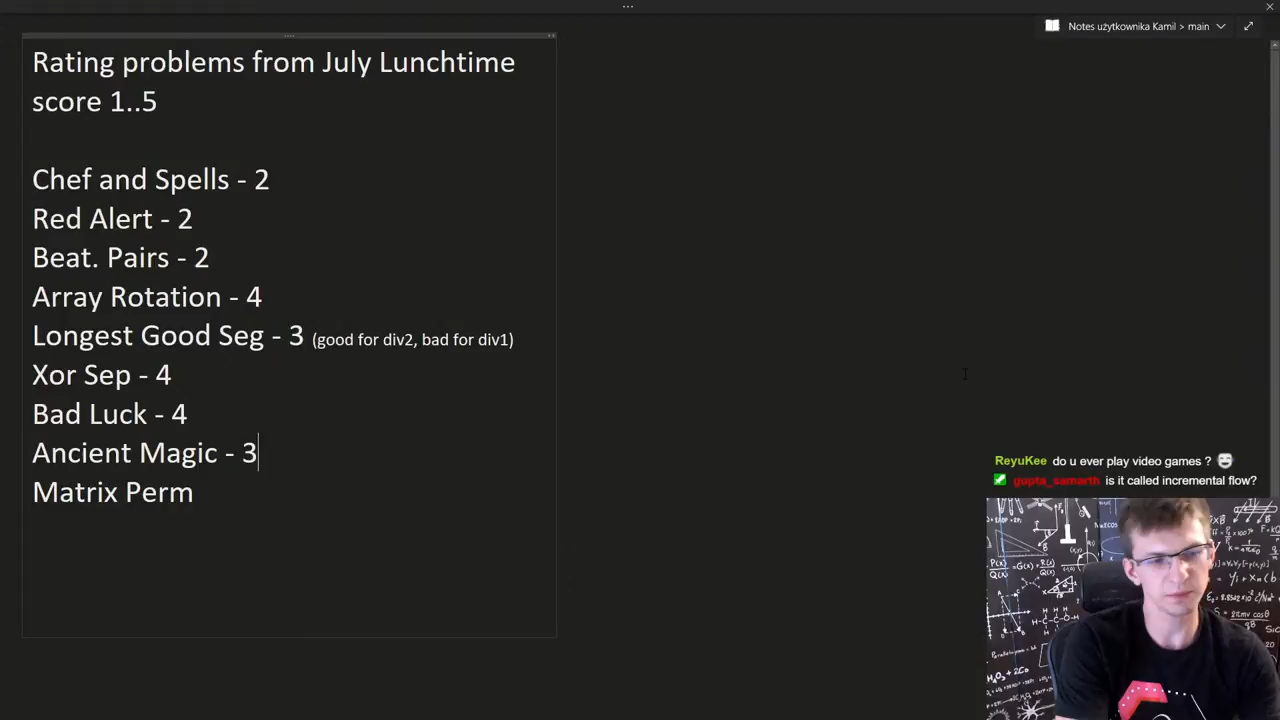 Notes użytkownika Kamil > main
Rating problems from July Lunchtime
score 1..5
Chef and Spells - 2
Red Alert - 2
Beat. Pairs - 2
Array Rotation - 4
Longest Good Seg - 3 (good for div2, bad for div1)
Xor Sep - 4
Bad Luck - 4
Ancient Magic - 3
Matrix Perm
ReyuKee do u ever play video games ?
gupta_samarth is it called incremental flow?